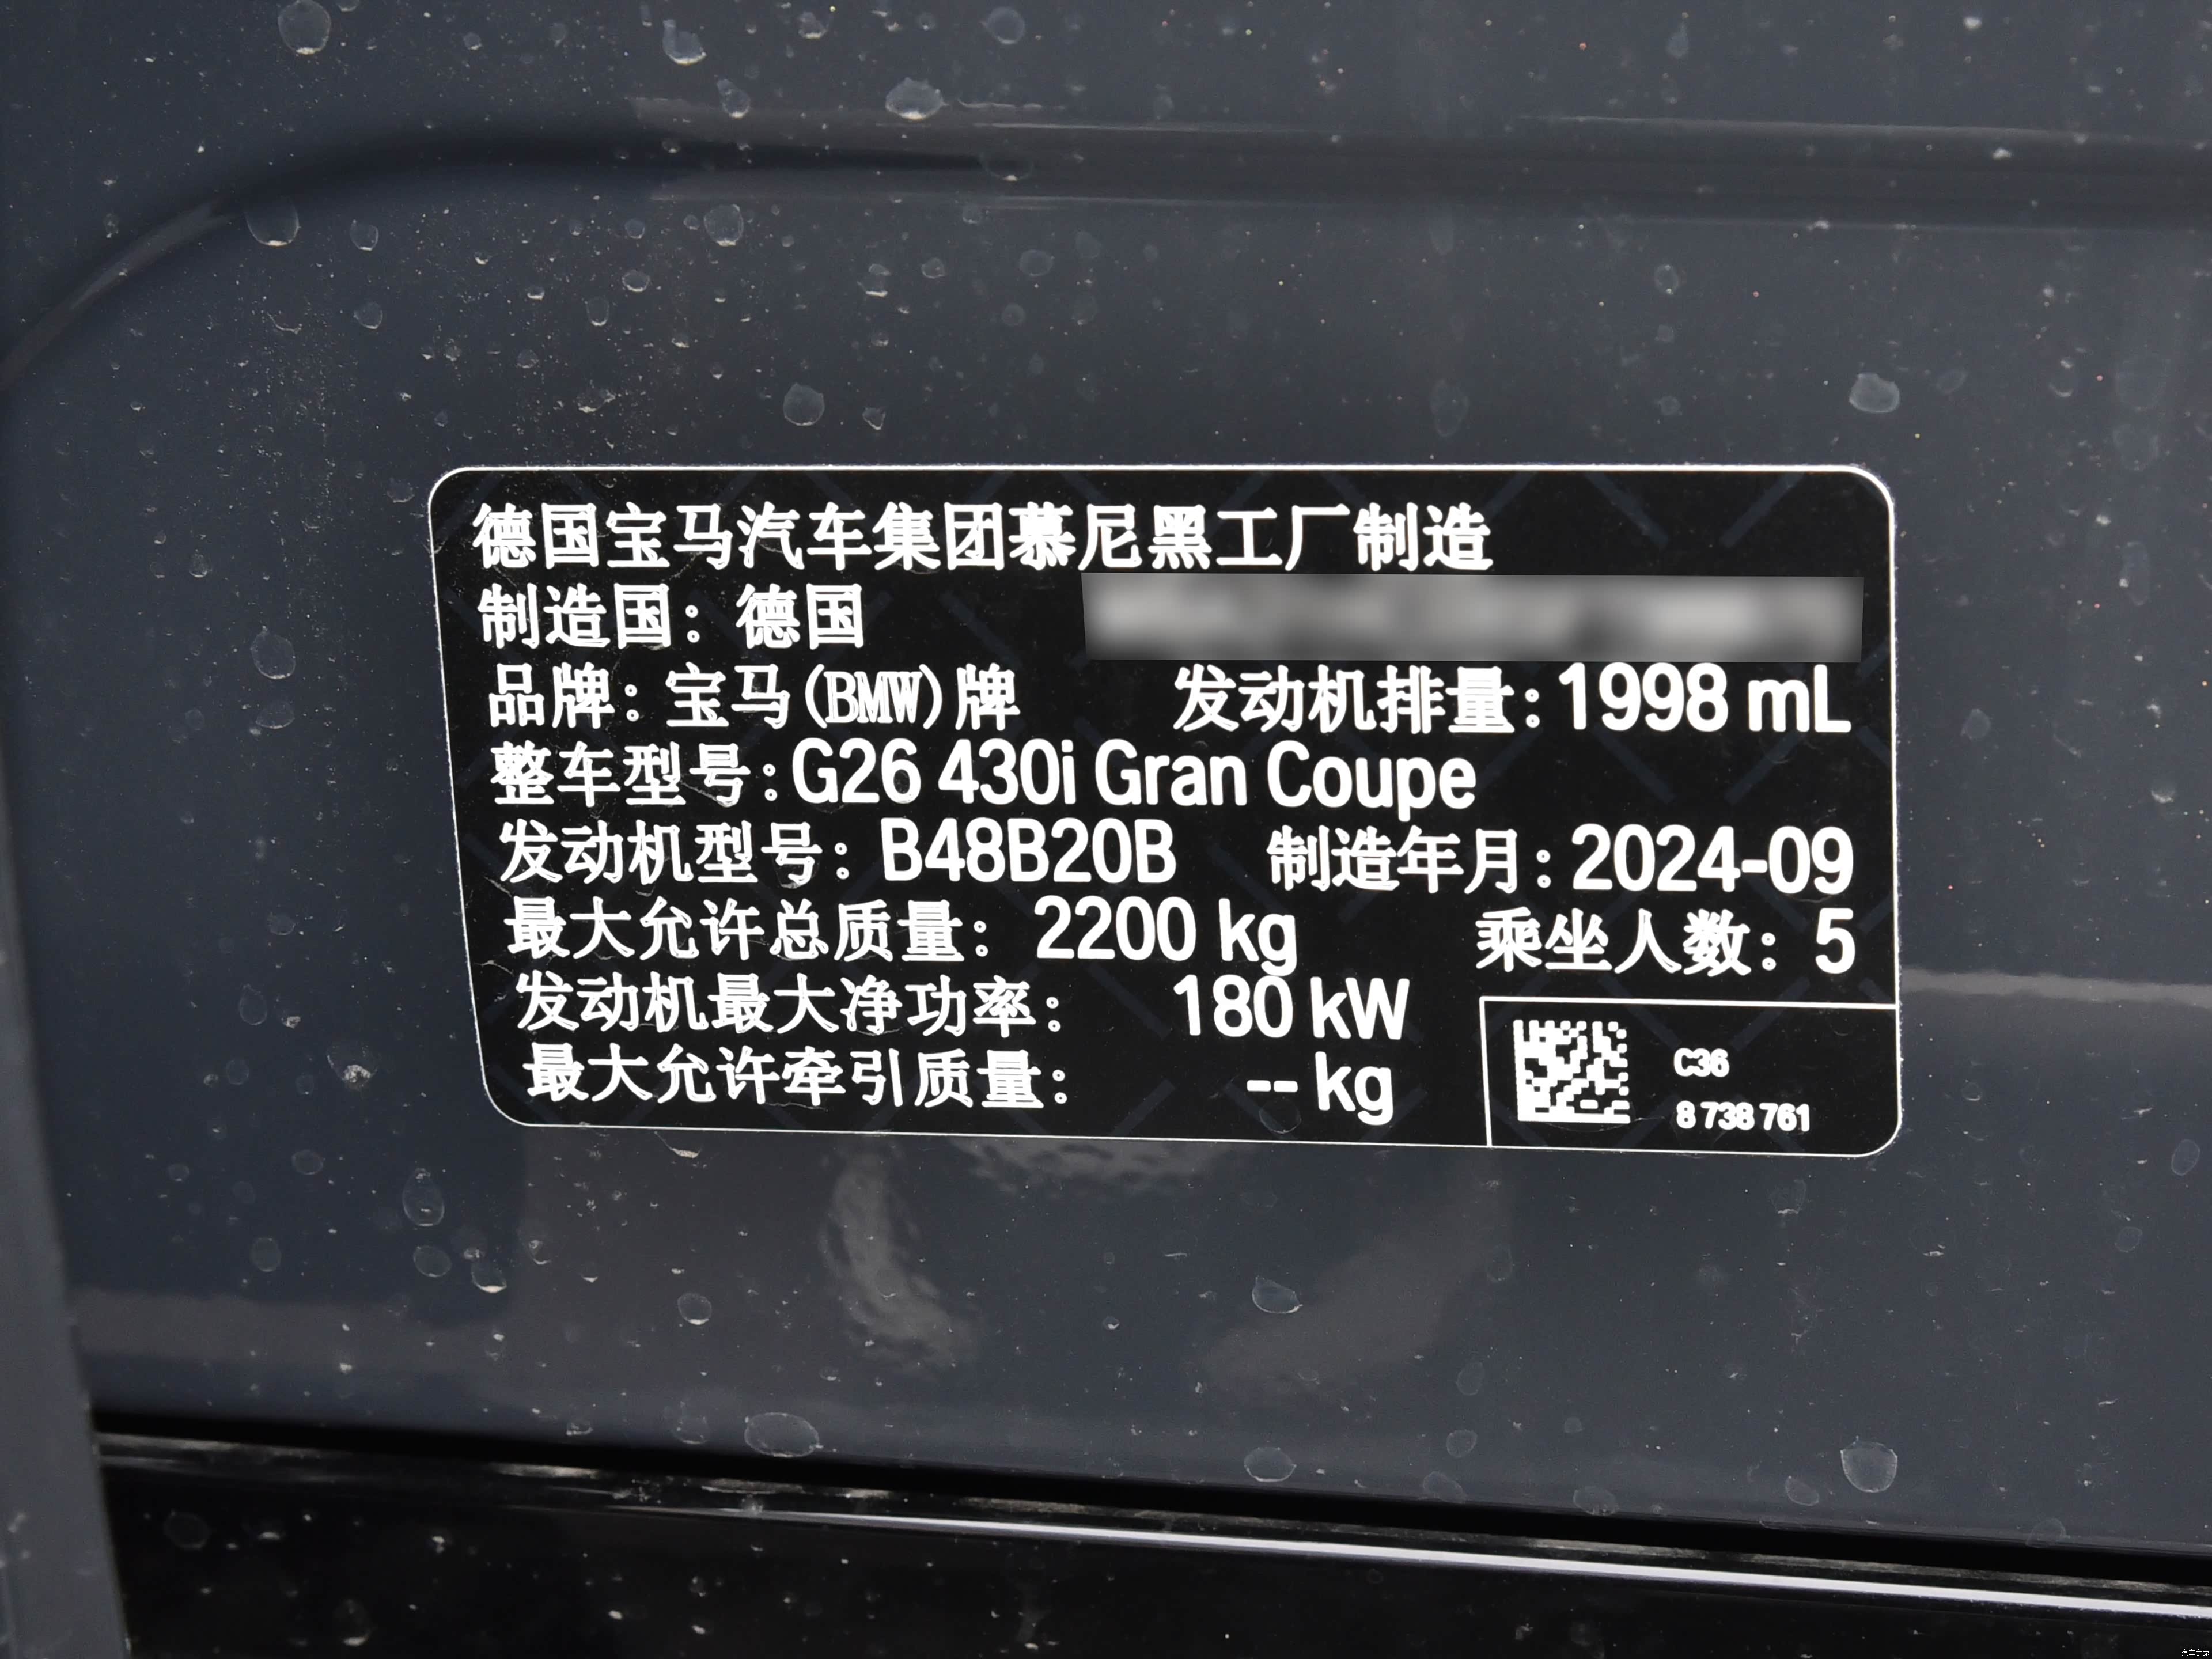 德国宝马汽车集团慕尼黑工厂制造
制造国：德国
品牌：宝马(BMW)牌 发动机排量：1998 mL
整车型号：G26 430i Gran Coupe
发动机型号：B48B20B 制造年月：2024-09
最大允许总质量：2200 kg 乘坐人数：5
发动机最大净功率：180 kW
最大允许牵引质量：-- kg
C36
8 738 761
汽车之家